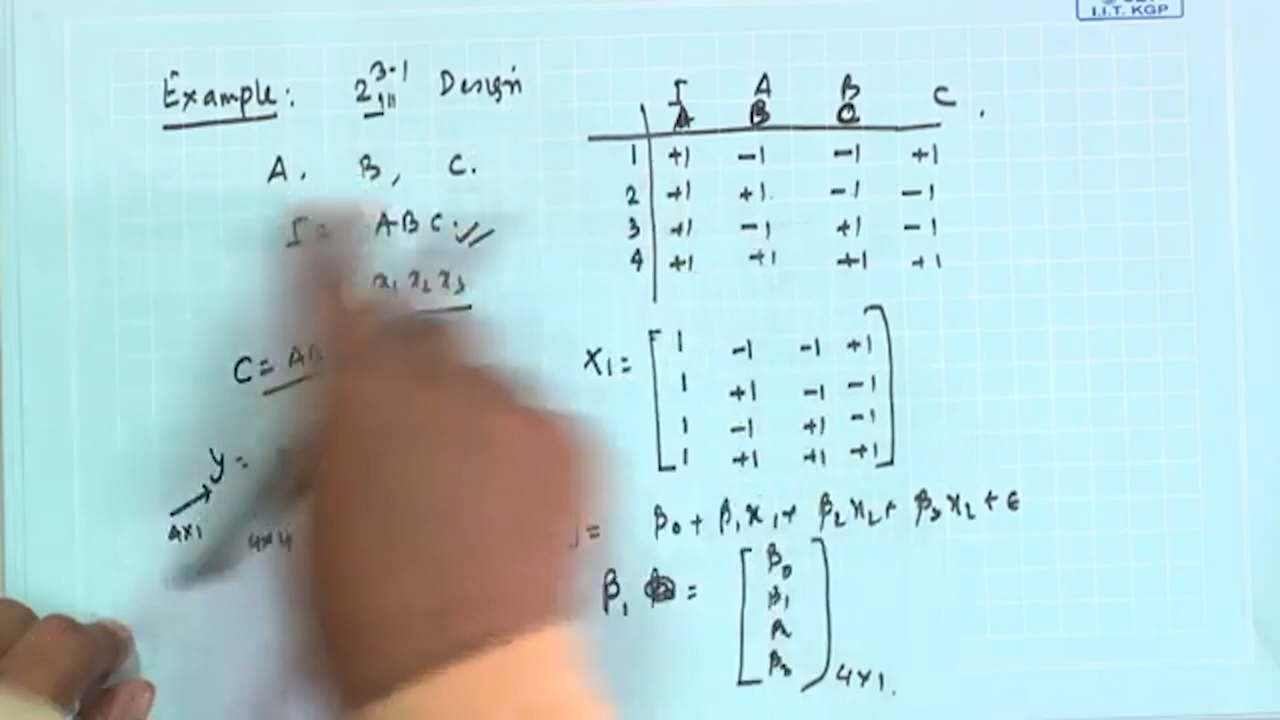 I.I.T. KGP
Example: 2_III^{3-1} Design
A, B, C.
I = ABC ✓✓
x₁ x₂ x₃
C = AB
y =
4×1
4×4
I A B C
A B
1 +1 -1 -1 +1
2 +1 +1 -1 -1
3 +1 -1 +1 -1
4 +1 +1 +1 +1
X₁ = [ 1 -1 -1 +1
1 +1 -1 -1
1 -1 +1 -1
1 +1 +1 +1 ]
= β₀ + β₁x₁ + β₂x₂ + β₃x₂ + ε
β₁ = [ β₀
β₁
β₂
β₃ ] 4×1.